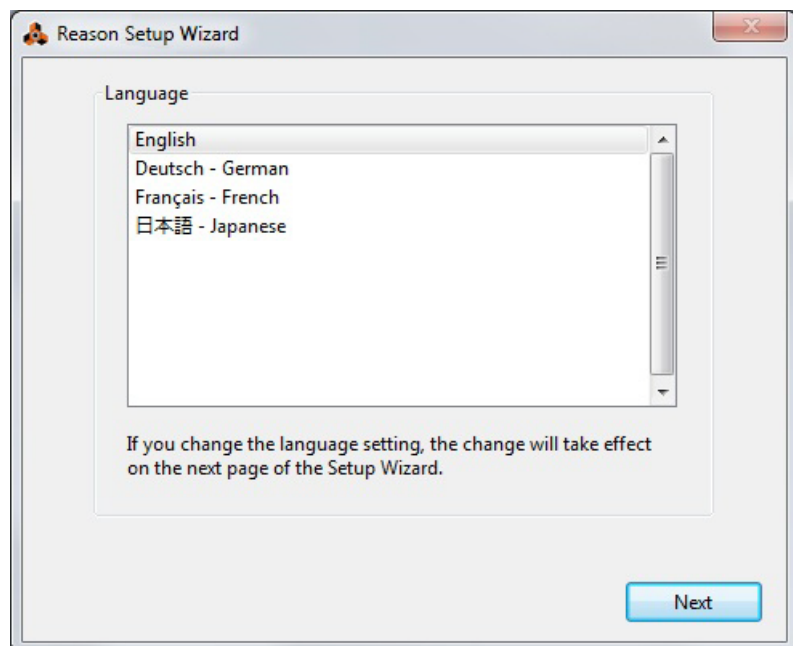 Reason Setup Wizard
Language
English
Deutsch - German
Français - French
日本語 - Japanese
If you change the language setting, the change will take effect
on the next page of the Setup Wizard.
Next